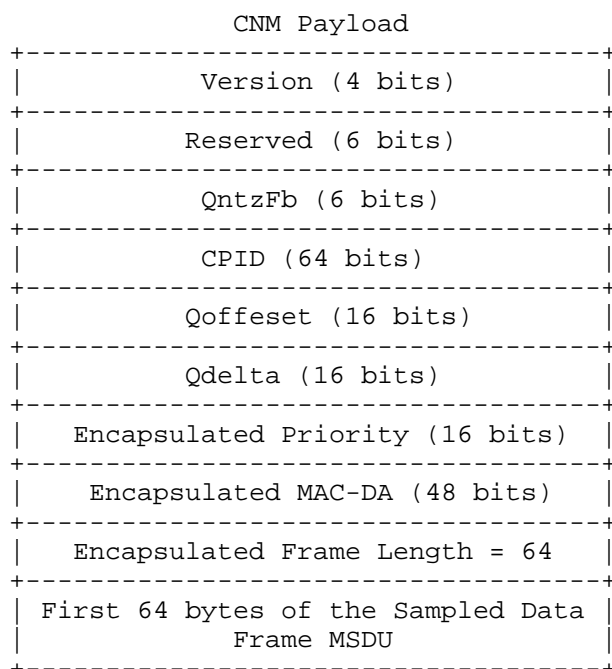 CNM Payload
Version (4 bits)
Reserved (6 bits)
QntzFb (6 bits)
CPID (64 bits)
Qoffeset (16 bits)
Qdelta (16 bits)
Encapsulated Priority (16 bits)
Encapsulated MAC-DA (48 bits)
Encapsulated Frame Length = 64
First 64 bytes of the Sampled Data
Frame MSDU